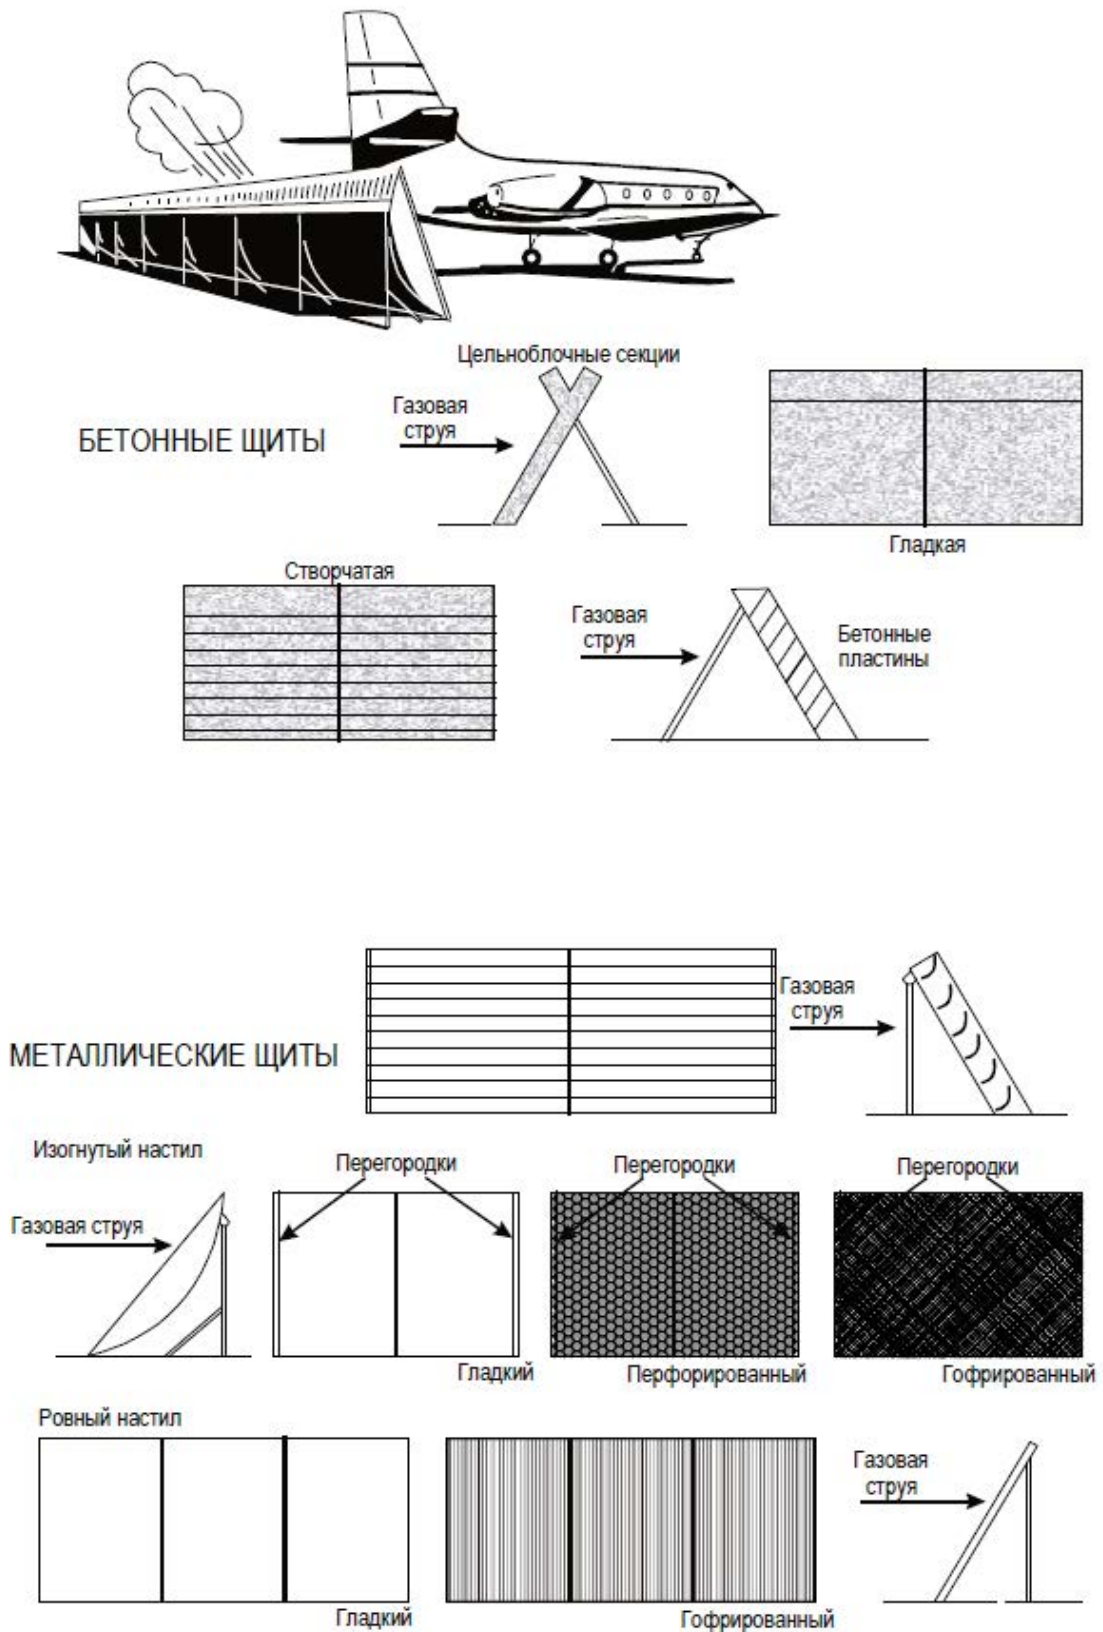 Цельноблочные секции
Газовая
струя
БЕТОННЫЕ ЩИТЫ
Гладкая
Створчатая
Газовая
струя
Бетонные
пластины
Газовая
струя
МЕТАЛЛИЧЕСКИЕ ЩИТЫ
Изогнутый настил
Перегородки
Перегородки
Перегородки
Газовая струя
Гладкий
Перфорированный
Гофрированный
Ровный настил
Газовая
струя
Гладкий
Гофрированный